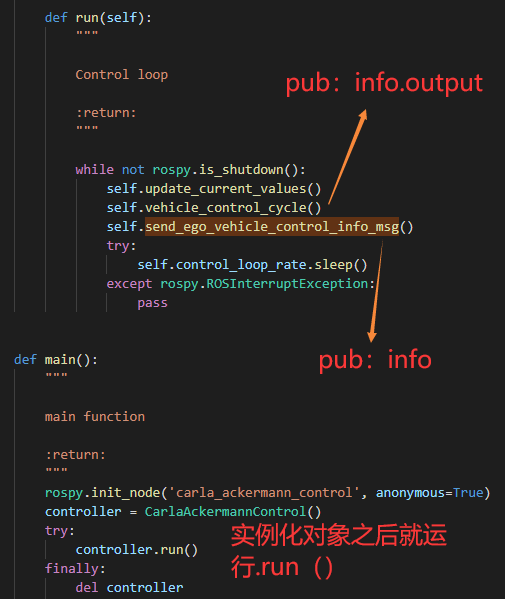 def run(self):
"""
Control loop
pub：info.output
:return:
"""
while not rospy.is_shutdown():
self.update_current_values()
self.vehicle_control_cycle()
self.send_ego_vehicle_control_info_msg()
try:
self.control_loop_rate.sleep()
except rospy.ROSInterruptException:
pass
pub：info
def main():
"""
main function
:return:
"""
rospy.init_node('carla_ackermann_control', anonymous=True)
controller = CarlaAckermannControl()
try:
controller.run()
finally:
del controller
实例化对象之后就运
行.run（）